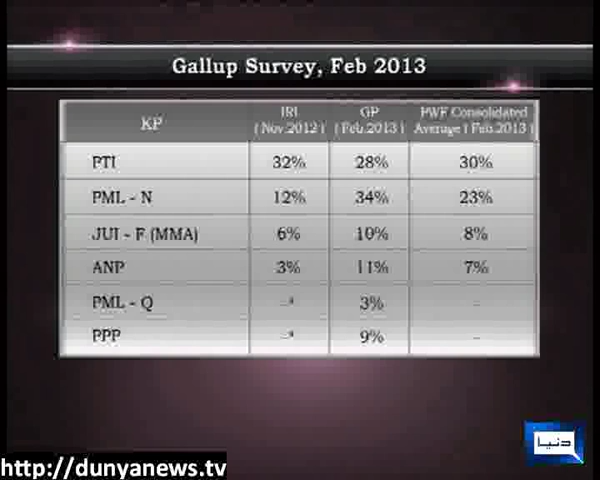 Gallup Survey, Feb 2013
KP IRI ( Nov.2012 ) GP ( Feb.2013 ) PWF Consolidated Average ( Feb.2013 )
PTI 32% 28% 30%
PML - N 12% 34% 23%
JUI - F (MMA) 6% 10% 8%
ANP 3% 11% 7%
PML - Q -* 3% -
PPP -* 9% -
دنیا
http://dunyanews.tv